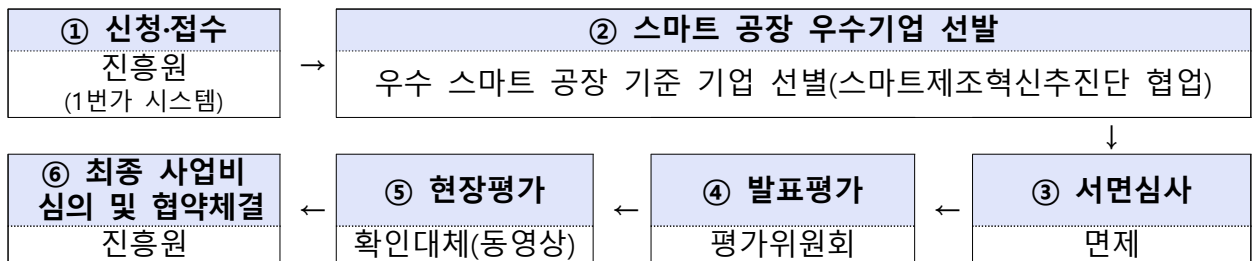 ① 신청·접수
진흥원
(1번가 시스템)
→
② 스마트 공장 우수기업 선발
우수 스마트 공장 기준 기업 선별(스마트제조혁신추진단 협업)
↓
③ 서면심사
면제
←
④ 발표평가
평가위원회
←
⑤ 현장평가
확인대체(동영상)
←
⑥ 최종 사업비
심의 및 협약체결
진흥원